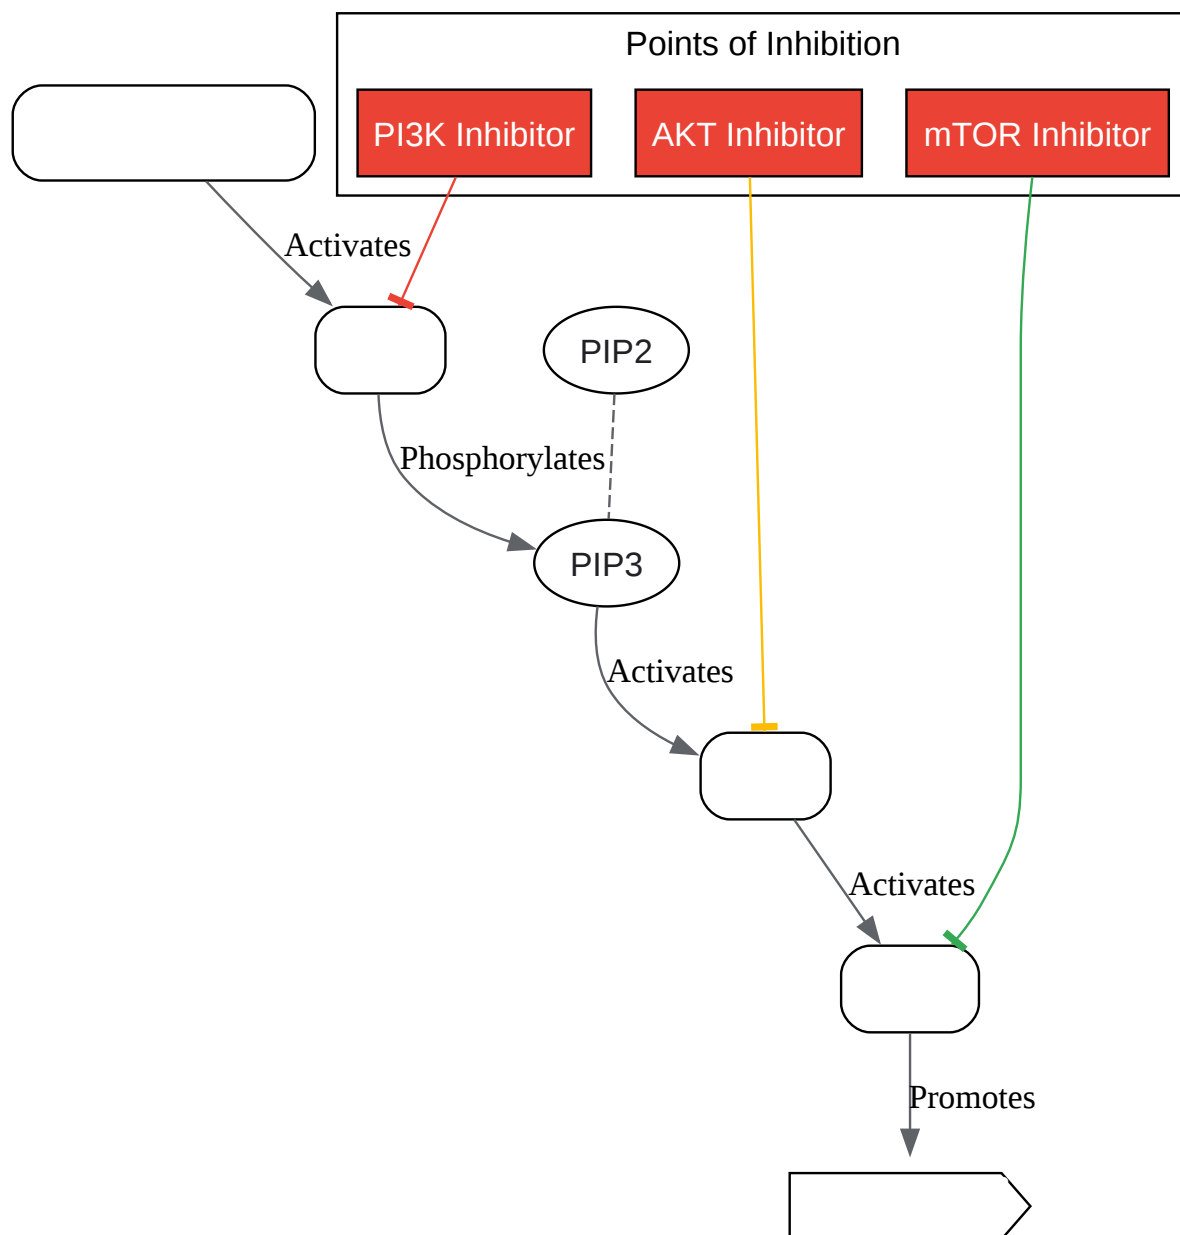 Points of Inhibition
PI3K Inhibitor
AKT Inhibitor
mTOR Inhibitor
Activates
PIP2
Phosphorylates
PIP3
Activates
Activates
Promotes